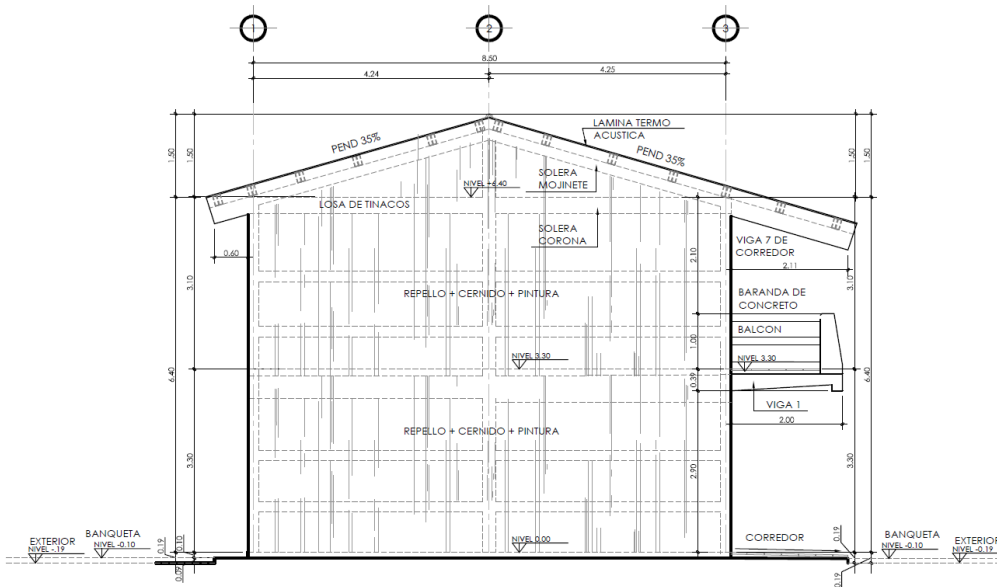 1
2
3
8.50
4.24
4.25
LAMINA TERMO
ACUSTICA
PEND 35%
PEND 35%
1.50
1.50
1.50
1.50
SOLERA
MOJINETE
NIVEL +6.40
LOSA DE TINACOS
SOLERA
CORONA
VIGA 7 DE
CORREDOR
0.60
2.10
2.11
3.10
3.10
REPELLO + CERNIDO + PINTURA
BARANDA DE
CONCRETO
BALCON
1.00
NIVEL 3.30
NIVEL 3.30
6.40
0.39
6.40
VIGA 1
2.00
REPELLO + CERNIDO + PINTURA
3.30
2.90
3.30
EXTERIOR
NIVEL -.19
BANQUETA
NIVEL -0.10
0.19
0.10
0.09
NIVEL 0.00
CORREDOR
0.19
0.19
BANQUETA
NIVEL -0.10
EXTERIOR
NIVEL -0.19